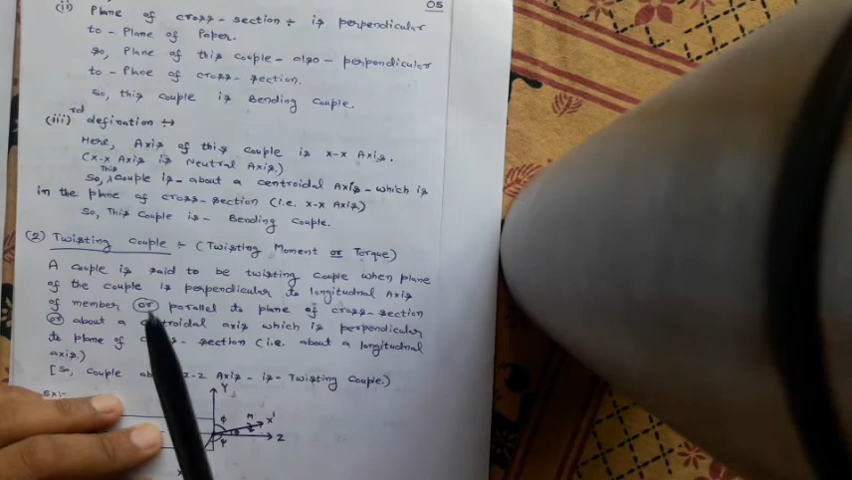 05
(ii) Plane of cross-section ÷ is perpendicular
to - Plane of Paper.
so, Plane of this couple - also - perpendicular
to - Plane of cross-section.
so, this couple is Bending Couple.
(iii) rd defination ÷→
Here, Axis of this couple is x-x Axis.
(x-x Axis is Neutral Axis.)
So, This couple is - about a centroidal Axis - which is
in the plane of cross-section (i.e. x-x Axis)
So, This Couple is - Bending Couple.
(2) Twisting Couple ÷ (Twisting Moment or Torque)
A couple is said to be twisting couple when plane
of the couple is perpendicular to longitudnal Axis
of member or parallel to plane of cross-section
or about a centroidal axis which is perpendicular
to plane of cross-section (i.e. about a longitudnal
axis.)
[So, couple about z-z Axis - is - Twisting Couple.)
Ex:-
Y
M
x'
Z